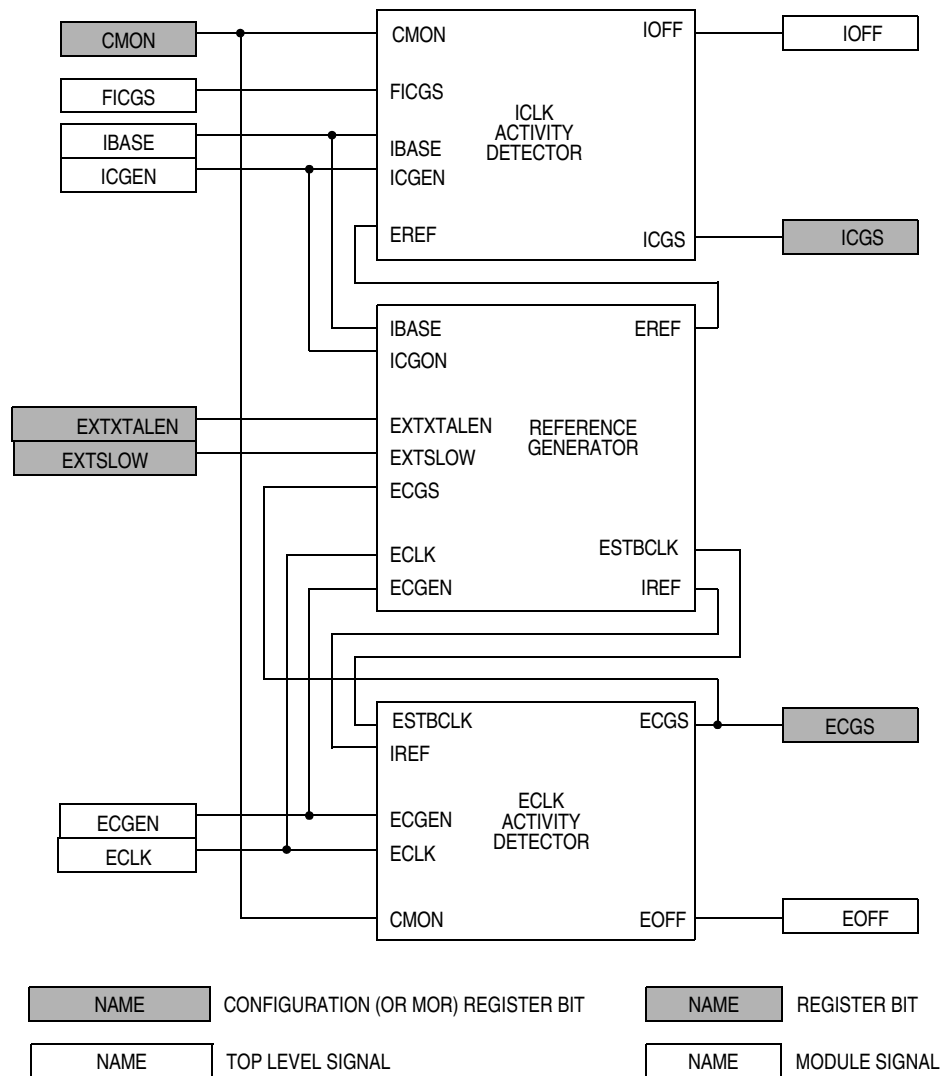 CMON
FICGS
IBASE
ICGEN
CMON
FICGS
IBASE
ICGEN
EREF
ICLK
ACTIVITY
DETECTOR
IOFF
ICGS
IOFF
ICGS
EXTXTALEN
EXTSLOW
IBASE
ICGON
EXTXTALEN
EXTSLOW
ECGS
ECLK
ECGEN
REFERENCE
GENERATOR
EREF
ESTBCLK
IREF
ECGEN
ECLK
ESTBCLK
IREF
ECGEN
ECLK
CMON
ECLK
ACTIVITY
DETECTOR
ECGS
EOFF
ECGS
EOFF
NAME CONFIGURATION (OR MOR) REGISTER BIT
NAME REGISTER BIT
NAME TOP LEVEL SIGNAL
NAME MODULE SIGNAL